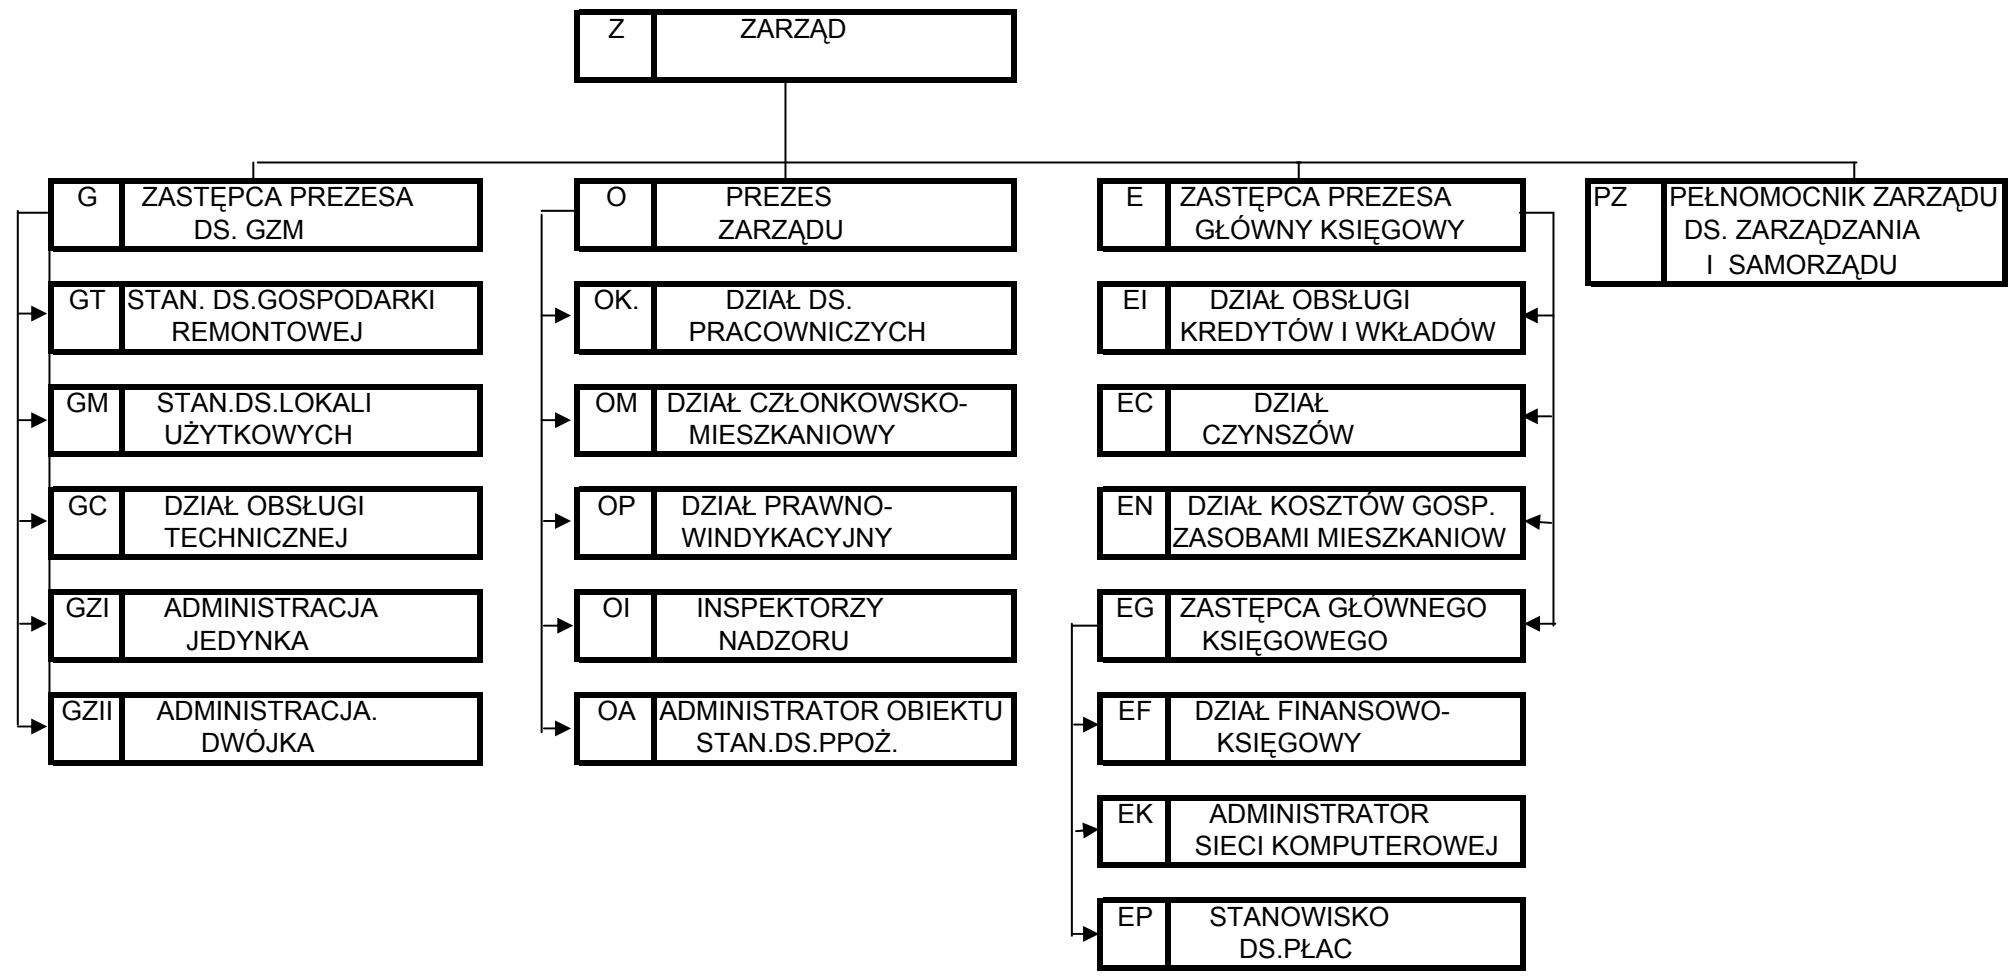 Z ZARZĄD
G ZASTĘPCA PREZESA
DS. GZM
GT STAN. DS.GOSPODARKI
REMONTOWEJ
GM STAN.DS.LOKALI
UŻYTKOWYCH
GC DZIAŁ OBSŁUGI
TECHNICZNEJ
GZI ADMINISTRACJA
JEDYNKA
GZII ADMINISTRACJA.
DWÓJKA
O PREZES
ZARZĄDU
OK. DZIAŁ DS.
PRACOWNICZYCH
OM DZIAŁ CZŁONKOWSKO-
MIESZKANIOWY
OP DZIAŁ PRAWNO-
WINDYKACYJNY
OI INSPEKTORZY
NADZORU
OA ADMINISTRATOR OBIEKTU
STAN.DS.PPOŻ.
E ZASTĘPCA PREZESA
GŁÓWNY KSIĘGOWY
EI DZIAŁ OBSŁUGI
KREDYTÓW I WKŁADÓW
EC DZIAŁ
CZYNSZÓW
EN DZIAŁ KOSZTÓW GOSP.
ZASOBAMI MIESZKANIOW
EG ZASTĘPCA GŁÓWNEGO
KSIĘGOWEGO
EF DZIAŁ FINANSOWO-
KSIĘGOWY
EK ADMINISTRATOR
SIECI KOMPUTEROWEJ
EP STANOWISKO
DS.PŁAC
PZ PEŁNOMOCNIK ZARZĄDU
DS. ZARZĄDZANIA
I SAMORZĄDU